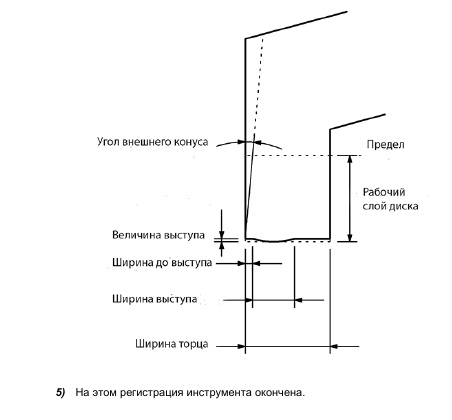 Угол внешнего конуса
Предел
Рабочий
слой диска
Величина выступа
Ширина до выступа
Ширина выступа
Ширина торца
5) На этом регистрация инструмента окончена.